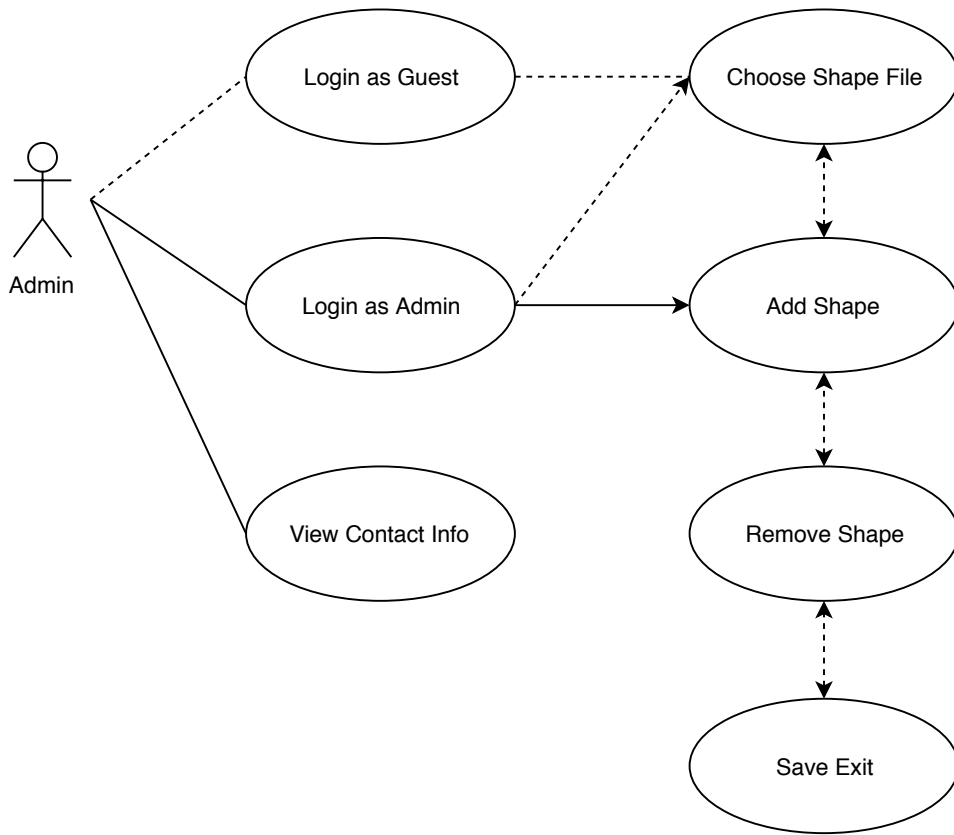 Login as Guest
Choose Shape File
Admin
Login as Admin
Add Shape
View Contact Info
Remove Shape
Save Exit